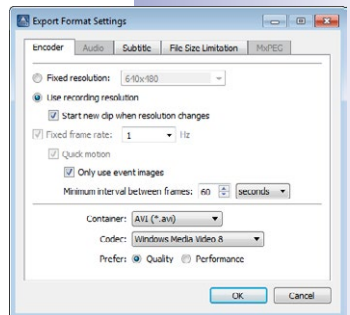 Export Format Settings
Encoder Audio Subtitle File Size Limitation MxPEG
Fixed resolution: 640x480
Use recording resolution
Start new clip when resolution changes
Fixed frame rate: 1 Hz
Quick motion
Only use event images
Minimum interval between frames: 60 seconds
Container: AVI (*.avi)
Codec: Windows Media Video 8
Prefer: Quality Performance
OK Cancel